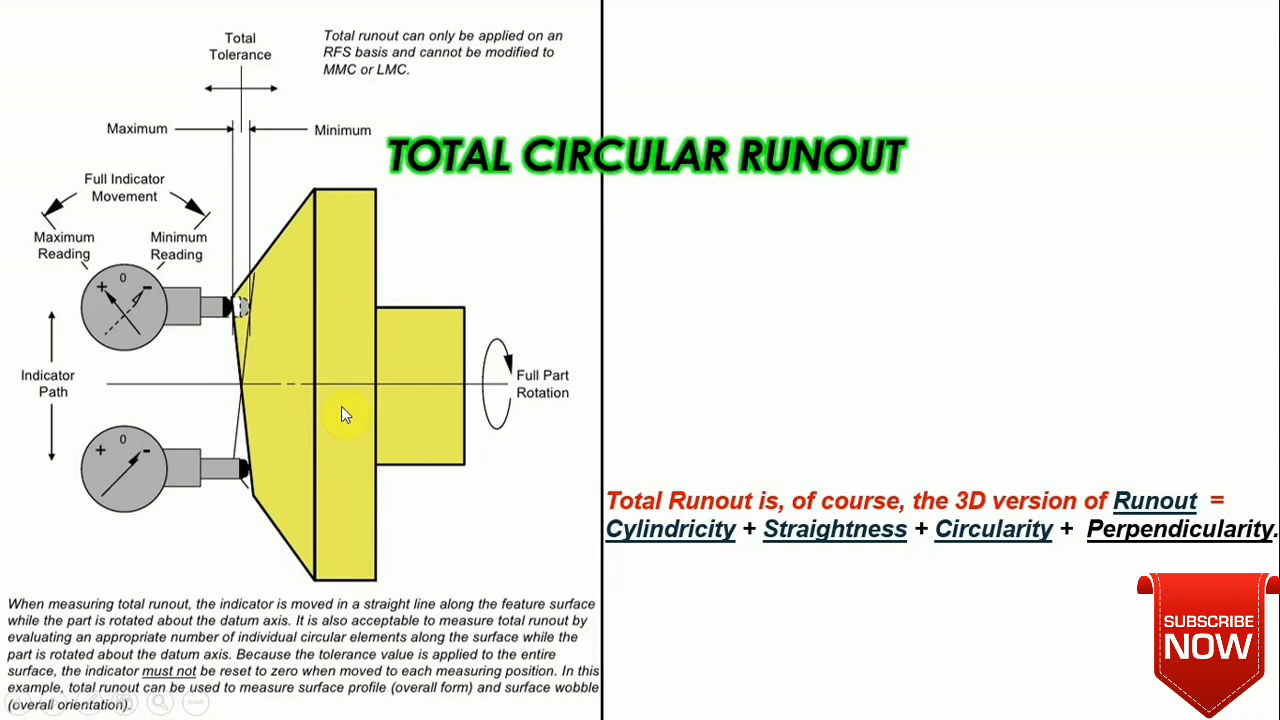 Total
Tolerance
Total runout can only be applied on an
RFS basis and cannot be modified to
MMC or LMC.
Maximum
Minimum
TOTAL CIRCULAR RUNOUT
Full Indicator
Movement
Maximum
Reading
Minimum
Reading
0
+ -
Indicator
Path
Full Part
Rotation
0
+ -
Total Runout is, of course, the 3D version of Runout =
Cylindricity + Straightness + Circularity + Perpendicularity.
SUBSCRIBE
NOW
When measuring total runout, the indicator is moved in a straight line along the feature surface
while the part is rotated about the datum axis. It is also acceptable to measure total runout by
evaluating an appropriate number of individual circular elements along the surface while the
part is rotated about the datum axis. Because the tolerance value is applied to the entire
surface, the indicator must not be reset to zero when moved to each measuring position. In this
example, total runout can be used to measure surface profile (overall form) and surface wobble
(overall orientation).